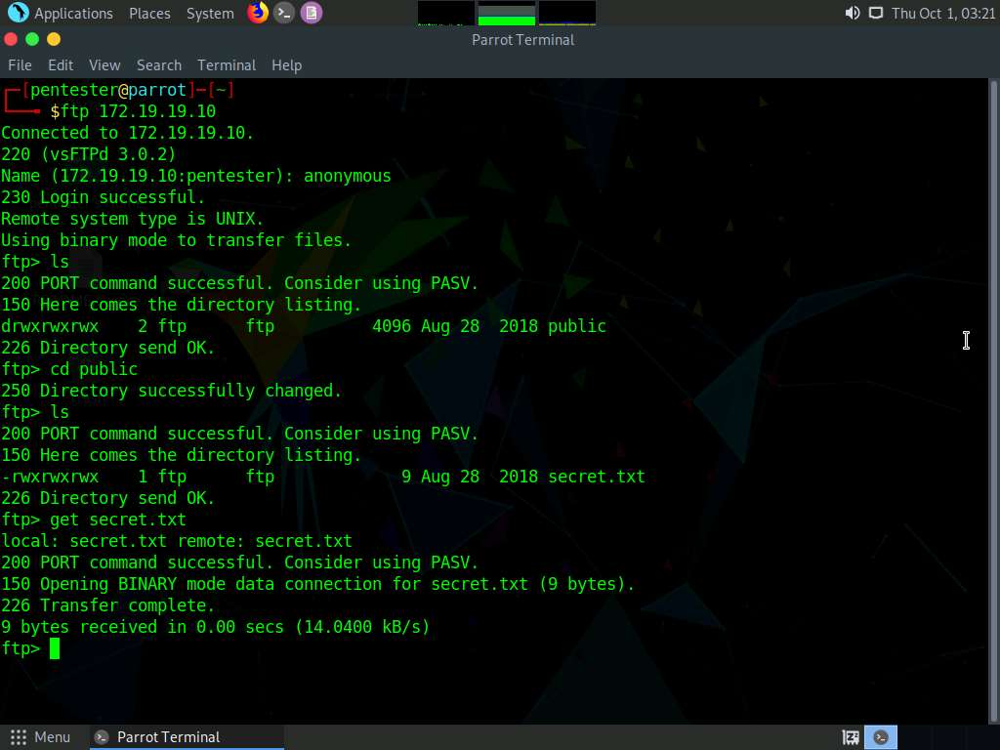 Applications Places System Thu Oct 1, 03:21
Parrot Terminal
File Edit View Search Terminal Help
┌─[pentester@parrot]─[~]
└──╼ $ftp 172.19.19.10
Connected to 172.19.19.10.
220 (vsFTPd 3.0.2)
Name (172.19.19.10:pentester): anonymous
230 Login successful.
Remote system type is UNIX.
Using binary mode to transfer files.
ftp> ls
200 PORT command successful. Consider using PASV.
150 Here comes the directory listing.
drwxrwxrwx    2 ftp      ftp          4096 Aug 28  2018 public
226 Directory send OK.
ftp> cd public
250 Directory successfully changed.
ftp> ls
200 PORT command successful. Consider using PASV.
150 Here comes the directory listing.
-rwxrwxrwx    1 ftp      ftp             9 Aug 28  2018 secret.txt
226 Directory send OK.
ftp> get secret.txt
local: secret.txt remote: secret.txt
200 PORT command successful. Consider using PASV.
150 Opening BINARY mode data connection for secret.txt (9 bytes).
226 Transfer complete.
9 bytes received in 0.00 secs (14.0400 kB/s)
ftp>
Menu Parrot Terminal